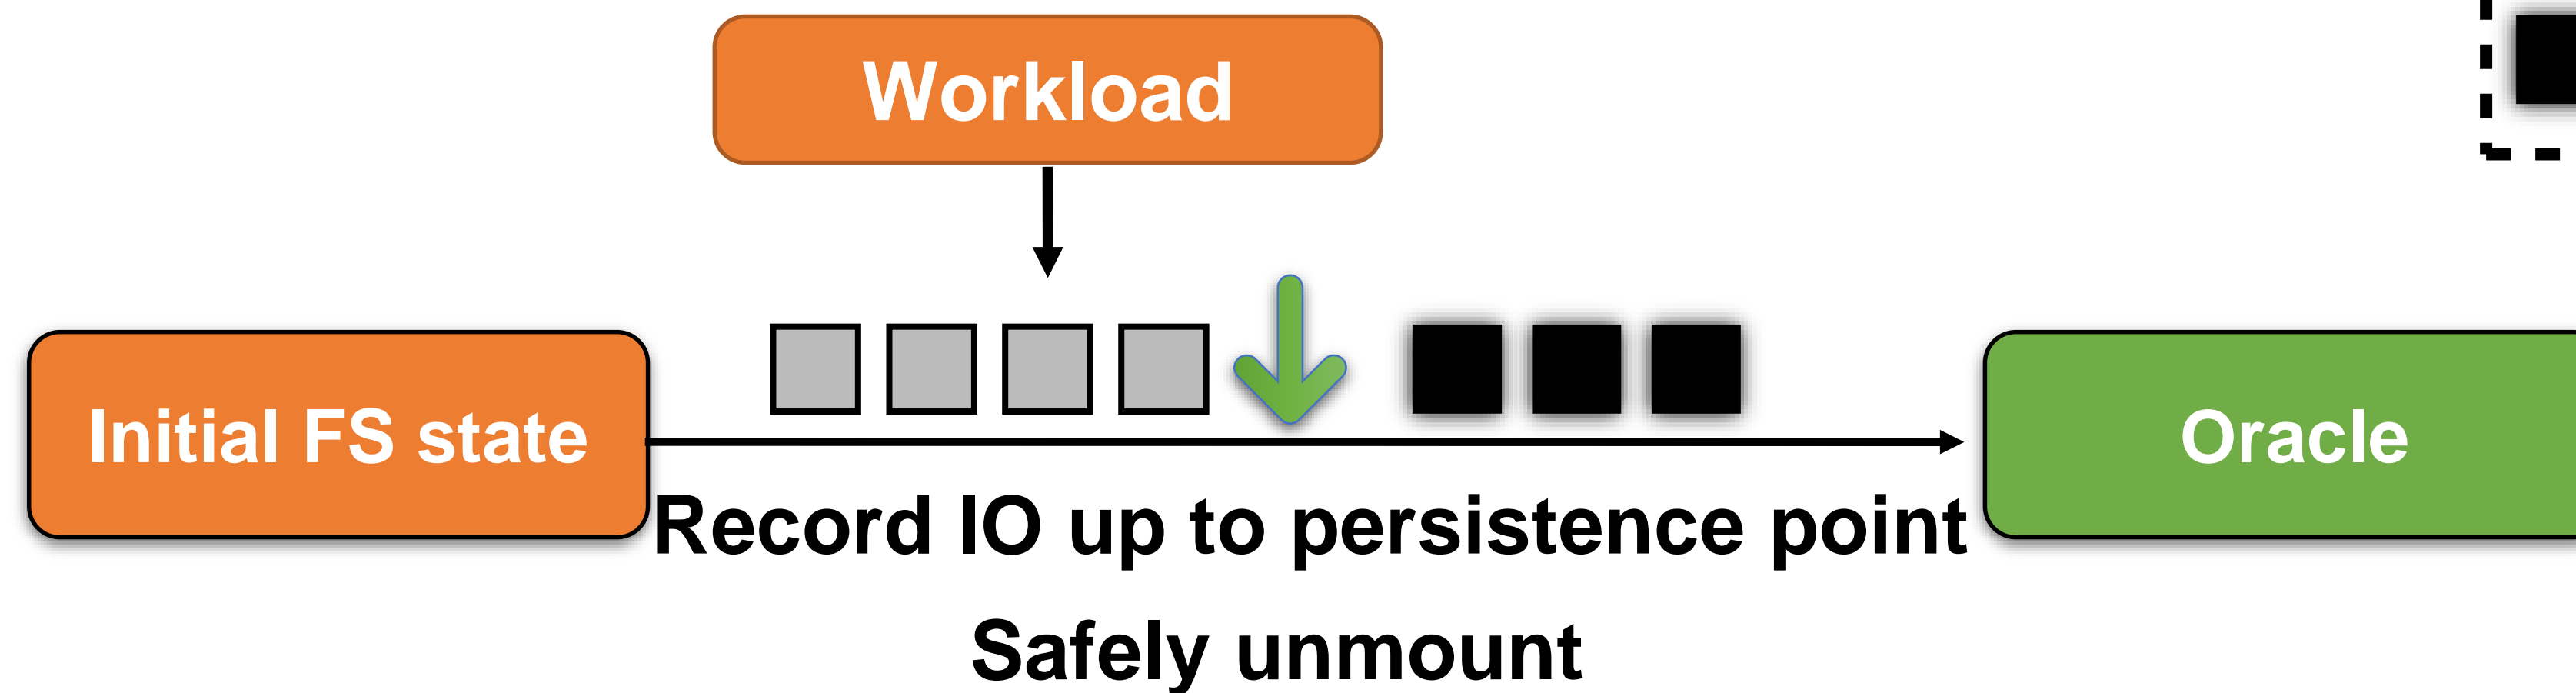 Workload
Initial FS state
Oracle
Record IO up to persistence point
Safely unmount